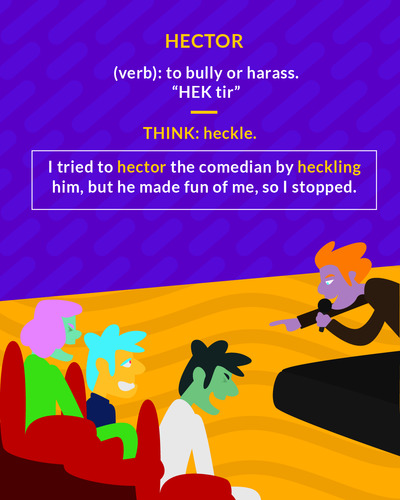 HECTOR
(verb): to bully or harass.
“HEK tir”
THINK: heckle.
I tried to hector the comedian by heckling
him, but he made fun of me, so I stopped.